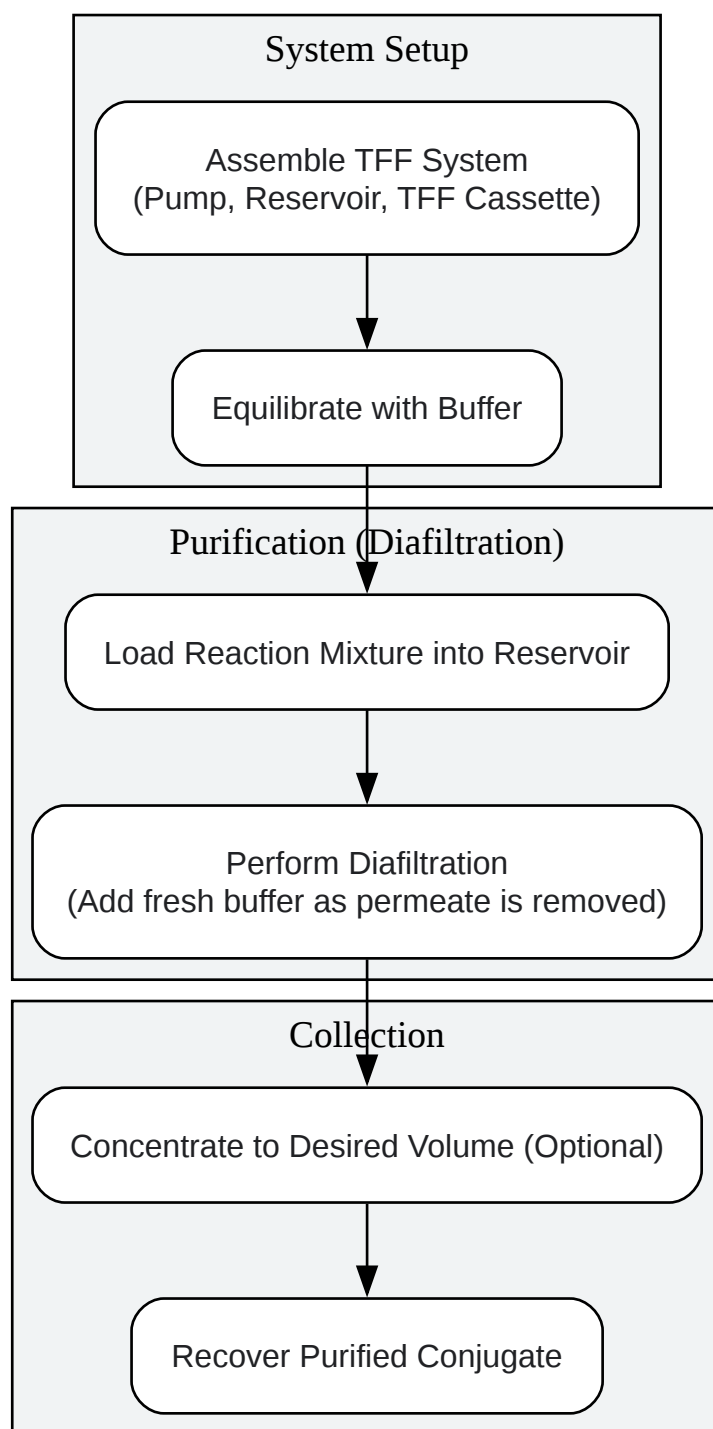 System Setup
Assemble TFF System
(Pump, Reservoir, TFF Cassette)
Equilibrate with Buffer
Purification (Diafiltration)
Load Reaction Mixture into Reservoir
Perform Diafiltration
(Add fresh buffer as permeate is removed)
Collection
Concentrate to Desired Volume (Optional)
Recover Purified Conjugate